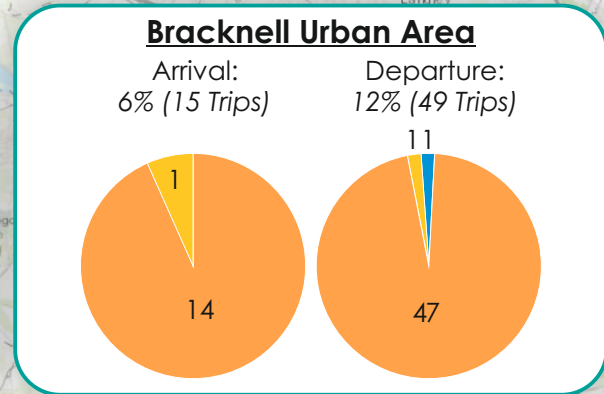 Bracknell Urban Area
Arrival:
6% (15 Trips)
Departure:
12% (49 Trips)
1
14
1 1
47